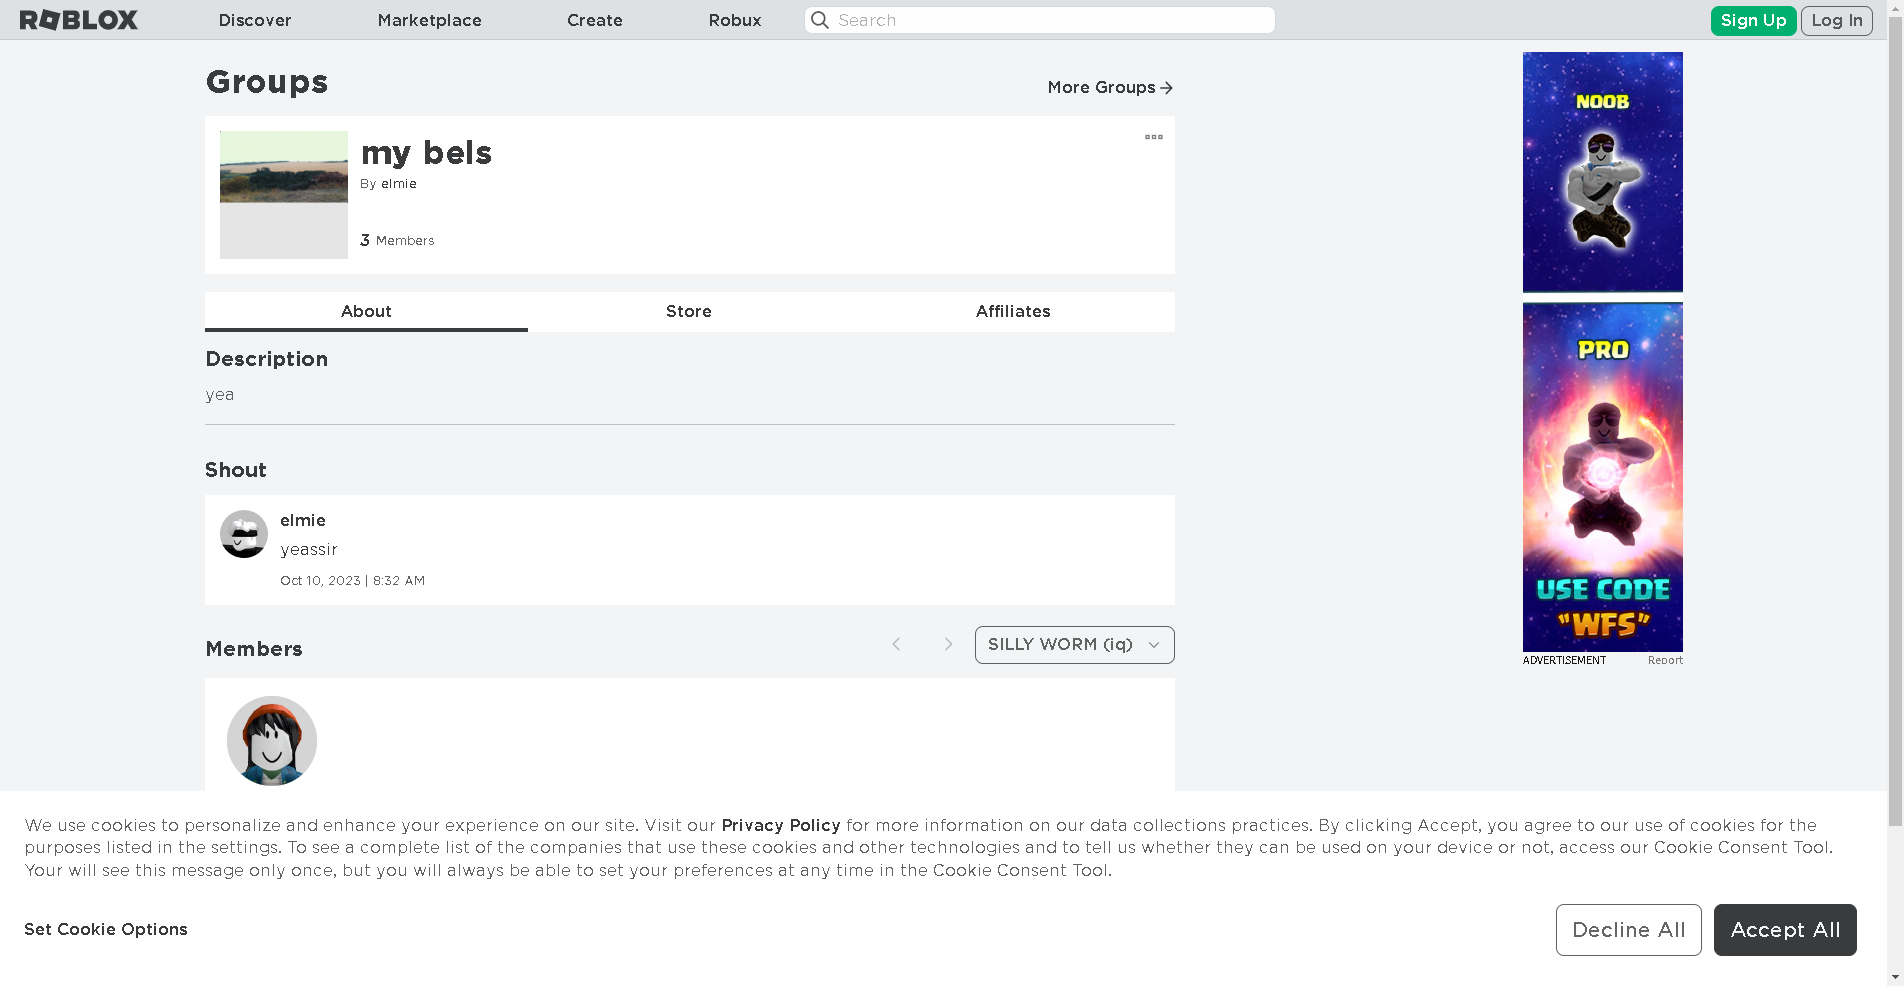 ROBLOX
Discover
Marketplace
Create
Robux
Search
Sign Up
Log In
Groups
More Groups
my bels
By elmie
3 Members
About
Store
Affiliates
Description
yea
Shout
elmie
yeassir
Oct 10, 2023 | 8:32 AM
Members
SILLY WORM (iq)
NOOB
PRO
USE CODE
"WFS"
ADVERTISEMENT
Report
We use cookies to personalize and enhance your experience on our site. Visit our Privacy Policy for more information on our data collections practices. By clicking Accept, you agree to our use of cookies for the
purposes listed in the settings. To see a complete list of the companies that use these cookies and other technologies and to tell us whether they can be used on your device or not, access our Cookie Consent Tool.
Your will see this message only once, but you will always be able to set your preferences at any time in the Cookie Consent Tool.
Set Cookie Options
Decline All
Accept All